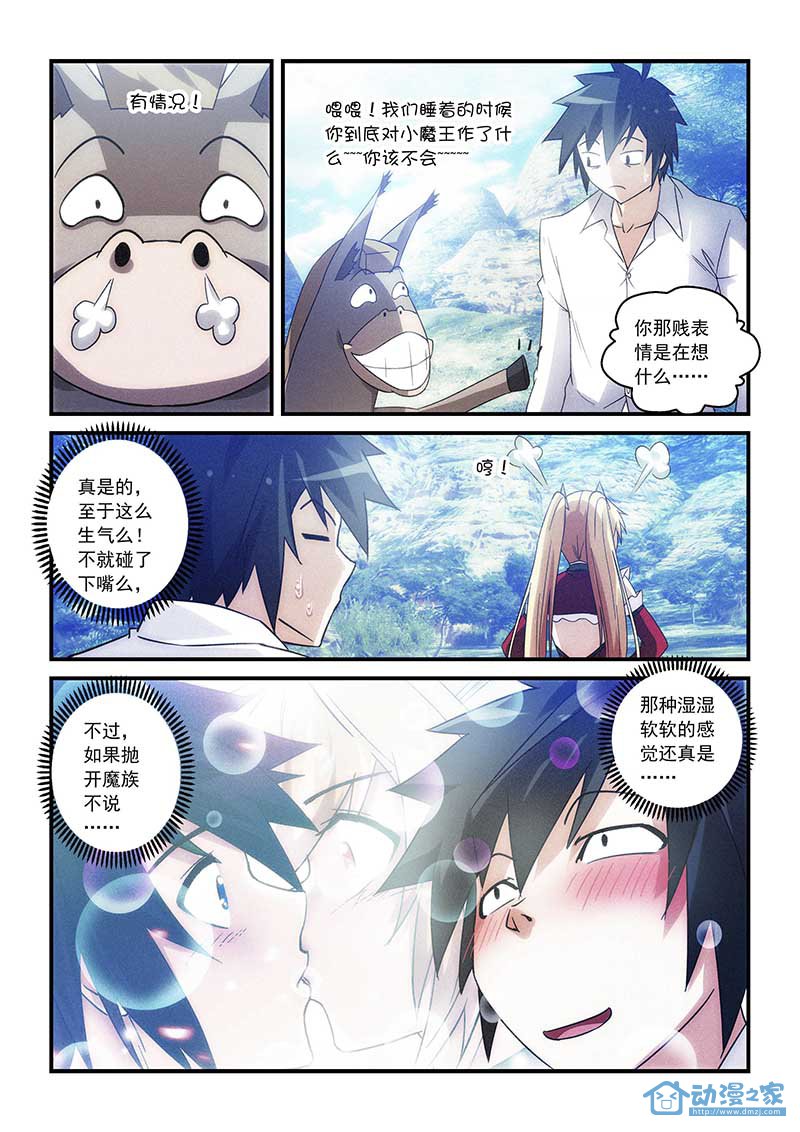 有情况！
喂喂！我们睡着的时候
你到底对小魔王作了什
么~~~你该不会~~~~~
你那贱表
情是在想
什么……
真是的，
至于这么
生气么！
不就碰了
下嘴么，
哼！
不过，
如果抛
开魔族
不说
……
那种湿湿
软软的感
觉还真是
……
动漫之家
http://www.dmzj.com